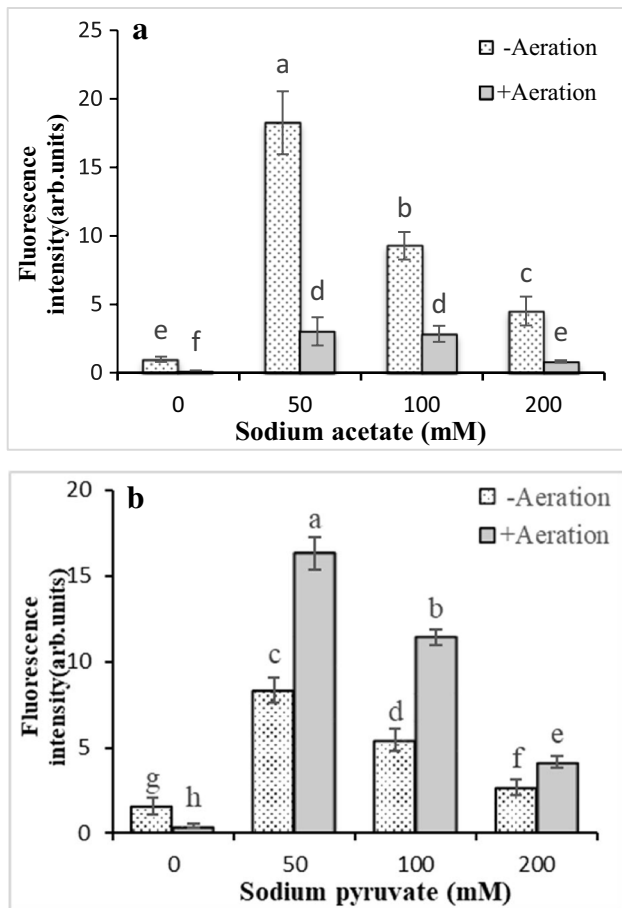 a
25
20
15
10
5
0
Fluorescence
intensity(arb.units)
-Aeration
+Aeration
e
f
a
d
b
d
c
e
0 50 100 200
Sodium acetate (mM)
b
20
15
10
5
0
Fluorescence
intensity(arb.units)
-Aeration
+Aeration
g
h
c
a
d
b
f
e
0 50 100 200
Sodium pyruvate (mM)